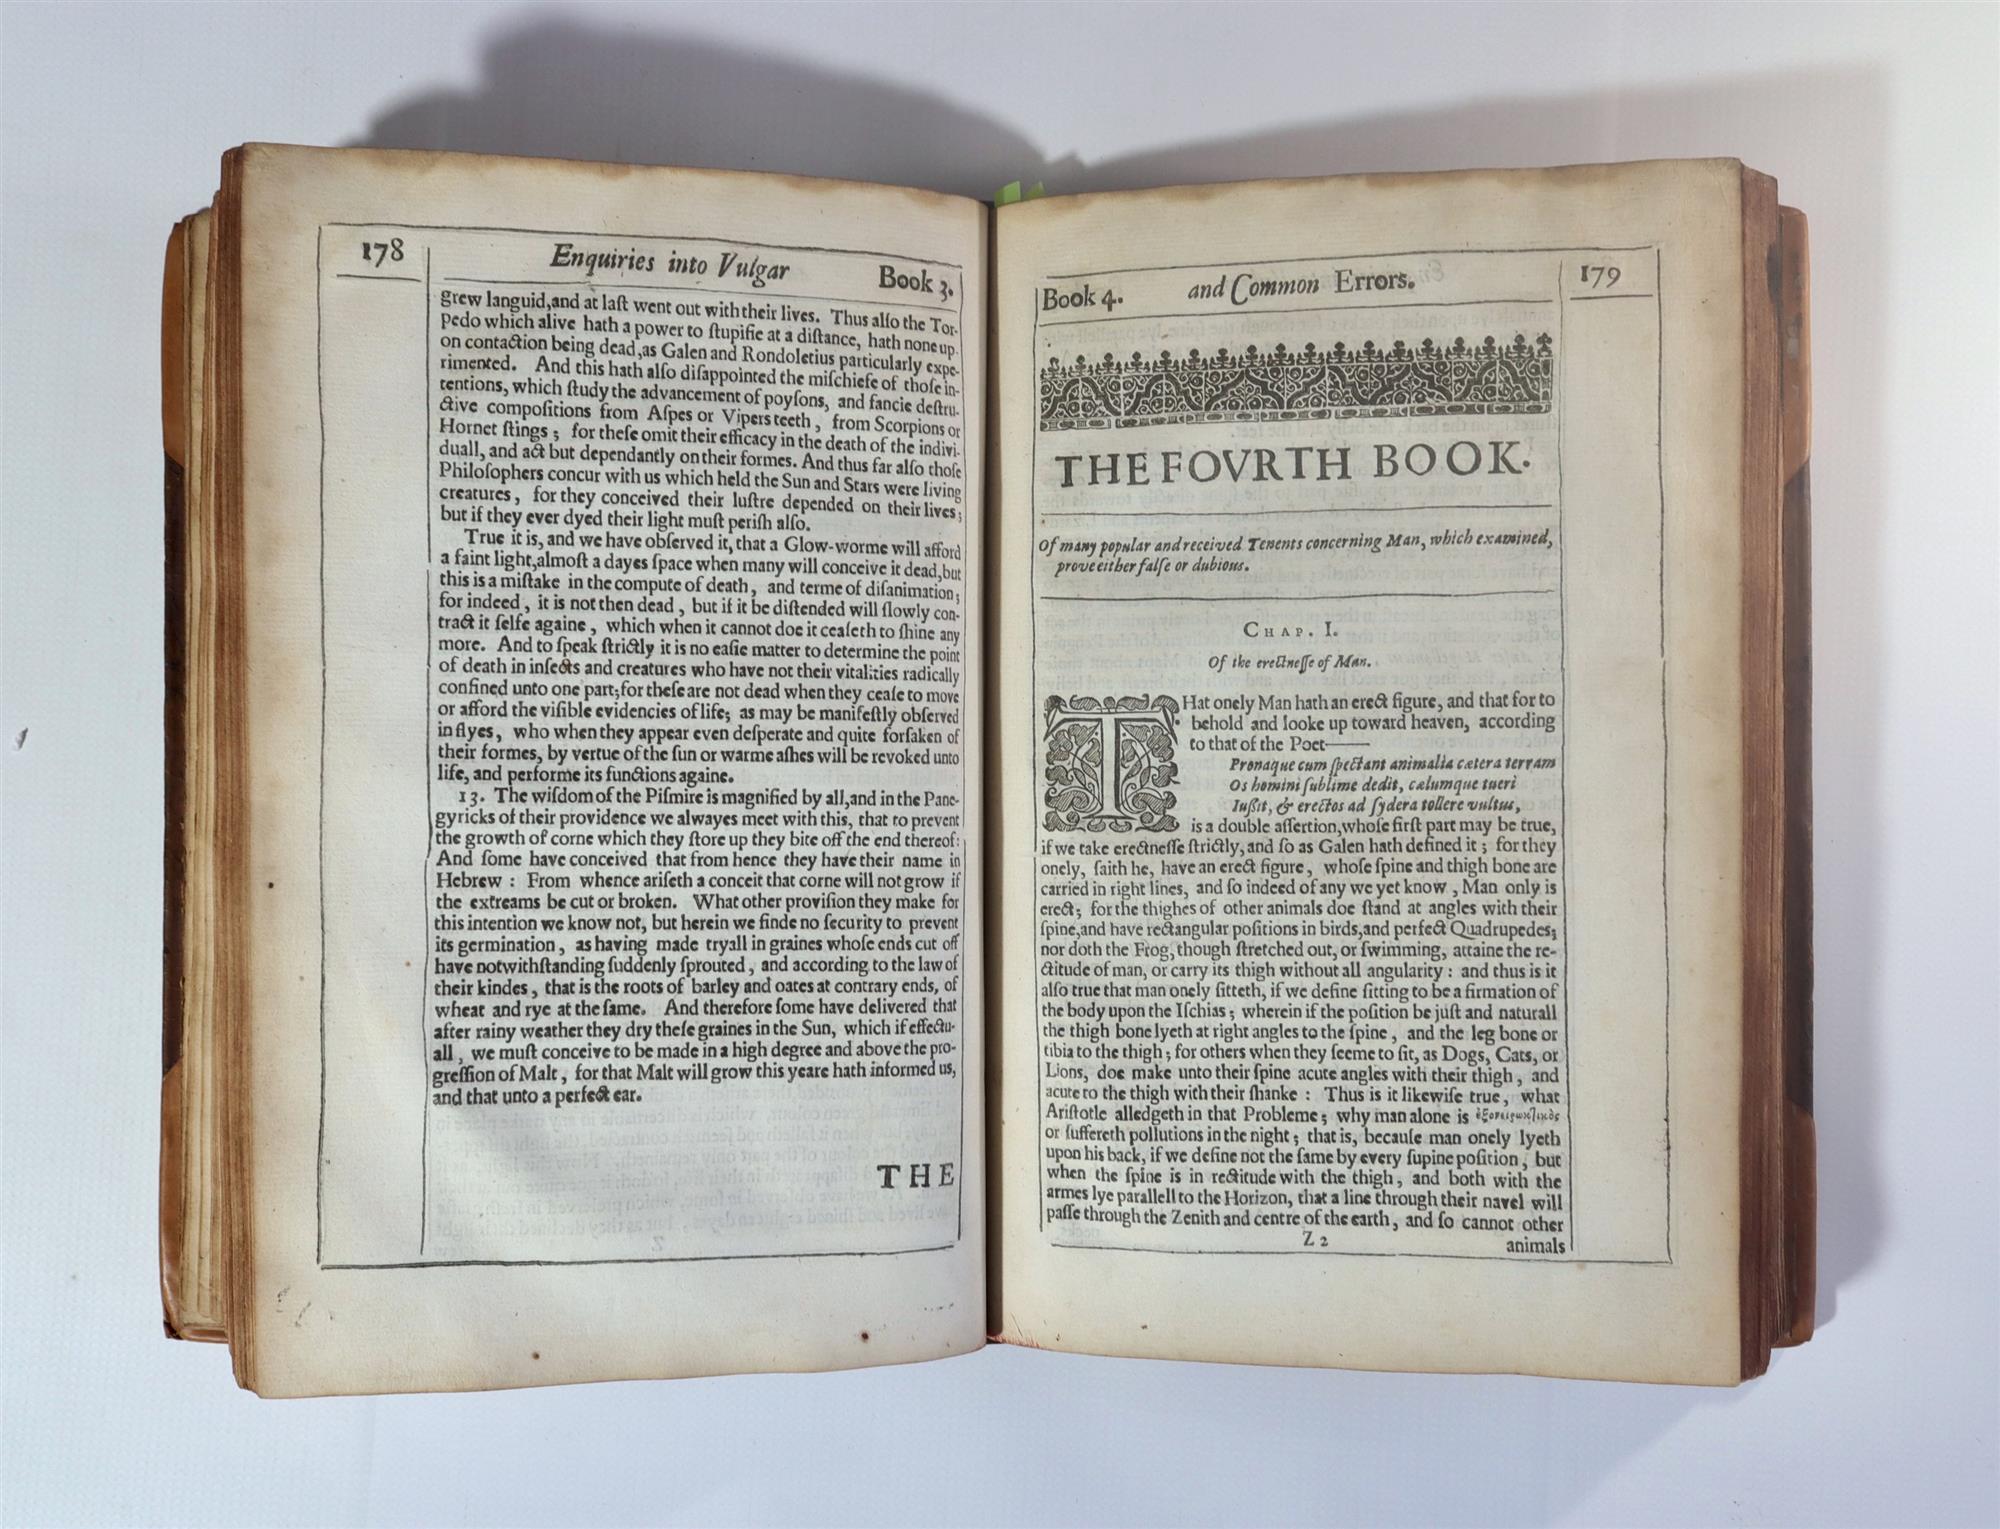 178
Enquiries into Vulgar
Book 3.
grew languid, and at laſt went out with their lives. Thus alſo the Tor-
pedo which alive hath a power to ſtupifie at a diſtance, hath none up-
on contaction being dead, as Galen and Rondoletius particularly expe-
rimented. And this hath alſo diſappointed the miſchiefe of thoſe in-
tentions, which ſtudy the advancement of poyſons, and fancie deſtru-
ctive compoſitions from Aſpes or Vipers teeth, from Scorpions or
Hornet ſtings; for theſe omit their efficacy in the death of the indivi-
duall, and act but dependantly on their formes. And thus far alſo thoſe
Philoſophers concur with us which held the Sun and Stars were living
creatures, for they conceived their luſtre depended on their lives;
but if they ever dyed their light muſt periſh alſo.
True it is, and we have obſerved it, that a Glow-worme will afford
a faint light, almoſt a dayes ſpace when many will conceive it dead, but
this is a miſtake in the compute of death, and terme of diſanimation;
for indeed, it is not then dead, but if it be diſtended will ſlowly con-
tract it ſelfe againe, which when it cannot doe it ceaſeth to ſhine any
more. And to ſpeak ſtrictly it is no eaſie matter to determine the point
of death in inſects and creatures who have not their vitalities radically
confined unto one part; for theſe are not dead when they ceaſe to move
or afford the viſible evidencies of life; as may be manifeſtly obſerved
in flyes, who when they appear even deſperate and quite forſaken of
their formes, by vertue of the ſun or warme aſhes will be revoked unto
life, and performe its functions againe.
13. The wiſdom of the Piſmire is magnified by all, and in the Pane-
gyricks of their providence we alwayes meet with this, that to prevent
the growth of corne which they ſtore up they bite off the end thereof:
And ſome have conceived that from hence they have their name in
Hebrew: From whence ariſeth a conceit that corne will not grow if
the extreams be cut or broken. What other proviſion they make for
this intention we know not, but herein we finde no ſecurity to prevent
its germination, as having made tryall in graines whoſe ends cut off
have notwithſtanding ſuddenly ſprouted, and according to the law of
their kindes, that is the roots of barley and oates at contrary ends, of
wheat and rye at the ſame. And therefore ſome have delivered that
after rainy weather they dry theſe graines in the Sun, which if effectu-
all, we muſt conceive to be made in a high degree and above the pro-
greſſion of Malt, for that Malt will grow this yeare hath informed us,
and that unto a perfect ear.
THE
Book 4.
and Common Errors.
179
THE FOVRTH BOOK.
Of many popular and received Tenents concerning Man, which examined,
prove either falſe or dubious.
CHAP. I.
Of the erectneſſe of Man.
THat onely Man hath an erect figure, and that for to
behold and looke up toward heaven, according
to that of the Poet——
Pronaque cum ſpectant animalia cætera terram
Os homini ſublime dedit, cælumque tueri
Iußit, & erectos ad ſydera tollere vultus,
is a double aſſertion, whoſe firſt part may be true,
if we take erectneſſe ſtrictly, and ſo as Galen hath defined it; for they
onely, ſaith he, have an erect figure, whoſe ſpine and thigh bone are
carried in right lines, and ſo indeed of any we yet know, Man only is
erect; for the thighes of other animals doe ſtand at angles with their
ſpine, and have rectangular poſitions in birds, and perfect Quadrupedes;
nor doth the Frog, though ſtretched out, or ſwimming, attaine the re-
ctitude of man, or carry its thigh without all angularity: and thus is it
alſo true that man onely ſitteth, if we define ſitting to be a firmation of
the body upon the Iſchias; wherein if the poſition be juſt and naturall
the thigh bone lyeth at right angles to the ſpine, and the leg bone or
tibia to the thigh; for others when they ſeeme to ſit, as Dogs, Cats, or
Lions, doe make unto their ſpine acute angles with their thigh, and
acute to the thigh with their ſhanke: Thus is it likewiſe true, what
Ariſtotle alledgeth in that Probleme; why man alone is ἐξονειρωκτικὸς
or ſuffereth pollutions in the night; that is, becauſe man onely lyeth
upon his back, if we define not the ſame by every ſupine poſition, but
when the ſpine is in rectitude with the thigh, and both with the
armes lye parallell to the Horizon, that a line through their navel will
paſſe through the Zenith and centre of the earth, and ſo cannot other
Z 2
animals